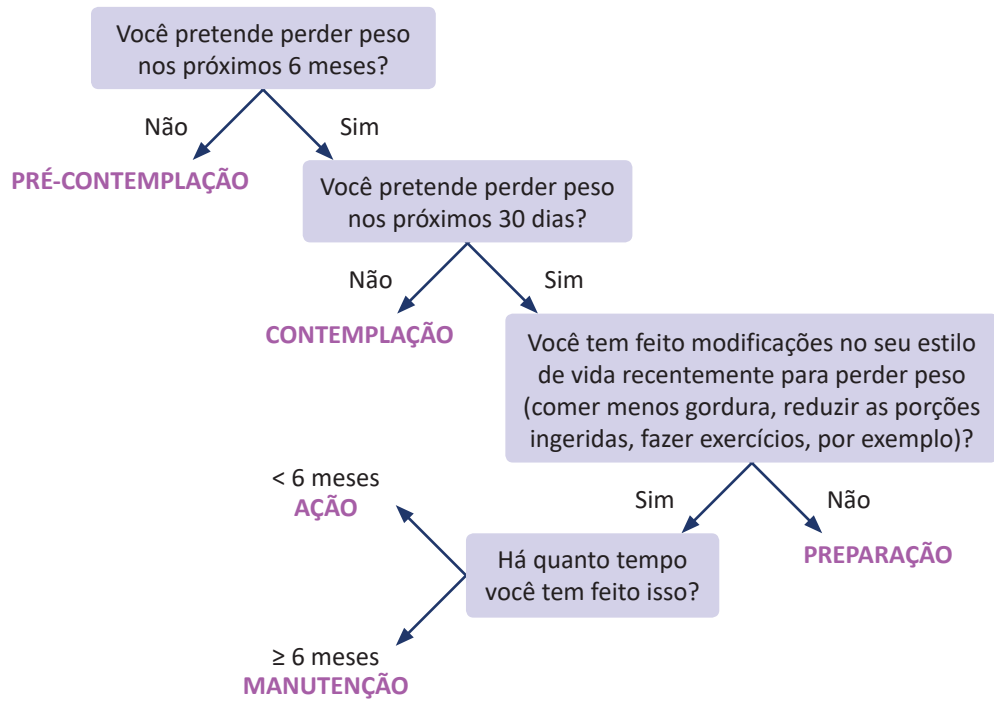 Você pretende perder peso
nos próximos 6 meses?
Não
Sim
PRÉ-CONTEMPLAÇÃO
Você pretende perder peso
nos próximos 30 dias?
Não
Sim
CONTEMPLAÇÃO
Você tem feito modificações no seu estilo
de vida recentemente para perder peso
(comer menos gordura, reduzir as porções
ingeridas, fazer exercícios, por exemplo)?
Sim
Não
PREPARAÇÃO
Há quanto tempo
você tem feito isso?
< 6 meses
AÇÃO
≥ 6 meses
MANUTENÇÃO